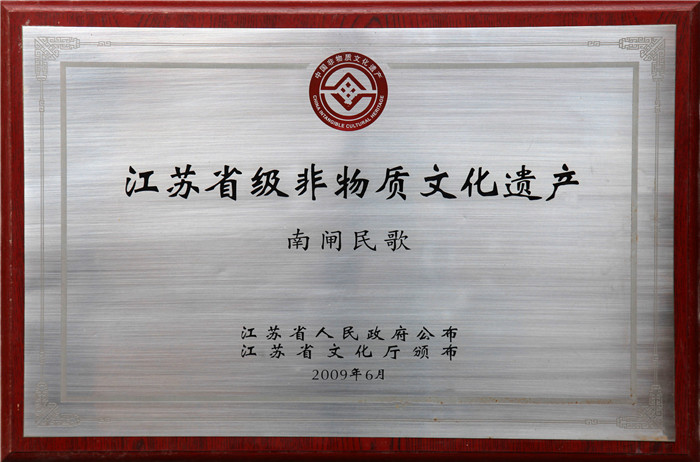 中国非物质文化遗产
CHINA INTANGIBLE CULTURAL HERITAGE
江苏省级非物质文化遗产
南闸民歌
江苏省人民政府公布
江苏省文化厅颁布
2009年6月